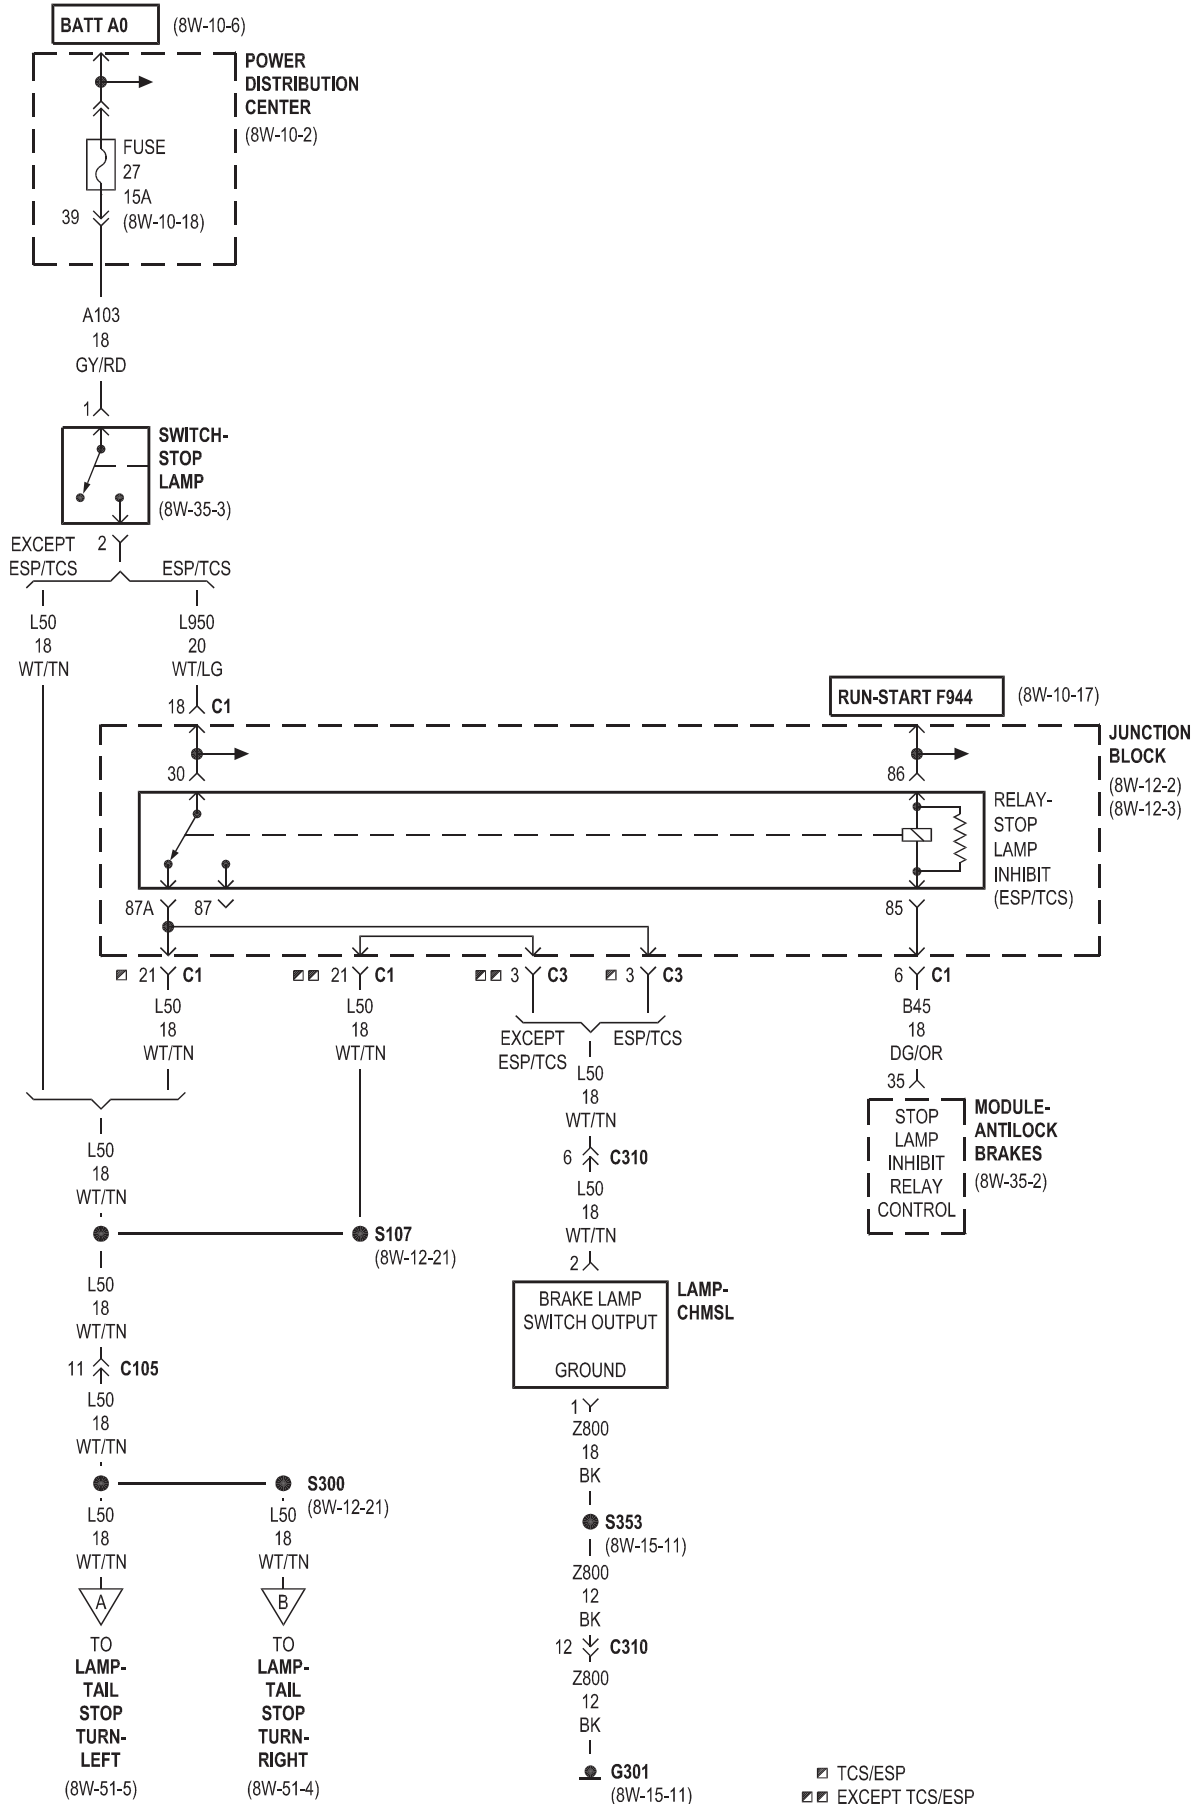 BATT A0 (8W-10-6)
POWER
DISTRIBUTION
CENTER
(8W-10-2)
FUSE
27
15A
(8W-10-18)
39
A103
18
GY/RD
1
SWITCH-
STOP
LAMP
(8W-35-3)
2
EXCEPT
ESP/TCS
ESP/TCS
L50
18
WT/TN
L950
20
WT/LG
18 C1
RUN-START F944 (8W-10-17)
JUNCTION
BLOCK
(8W-12-2)
(8W-12-3)
30
86
RELAY-
STOP
LAMP
INHIBIT
(ESP/TCS)
87A
87
85
21 C1
21 C1
3 C3
3 C3
6 C1
L50
18
WT/TN
L50
18
WT/TN
EXCEPT
ESP/TCS
ESP/TCS
L50
18
WT/TN
B45
18
DG/OR
35
STOP
LAMP
INHIBIT
RELAY
CONTROL
MODULE-
ANTILOCK
BRAKES
(8W-35-2)
L50
18
WT/TN
6 C310
L50
18
WT/TN
2
S107
(8W-12-21)
BRAKE LAMP
SWITCH OUTPUT
GROUND
LAMP-
CHMSL
L50
18
WT/TN
11 C105
L50
18
WT/TN
1
Z800
18
BK
S300
(8W-12-21)
S353
(8W-15-11)
L50
18
WT/TN
L50
18
WT/TN
Z800
12
BK
A
B
12 C310
TO
LAMP-
TAIL
STOP
TURN-
LEFT
(8W-51-5)
TO
LAMP-
TAIL
STOP
TURN-
RIGHT
(8W-51-4)
Z800
12
BK
G301
(8W-15-11)
TCS/ESP
EXCEPT TCS/ESP